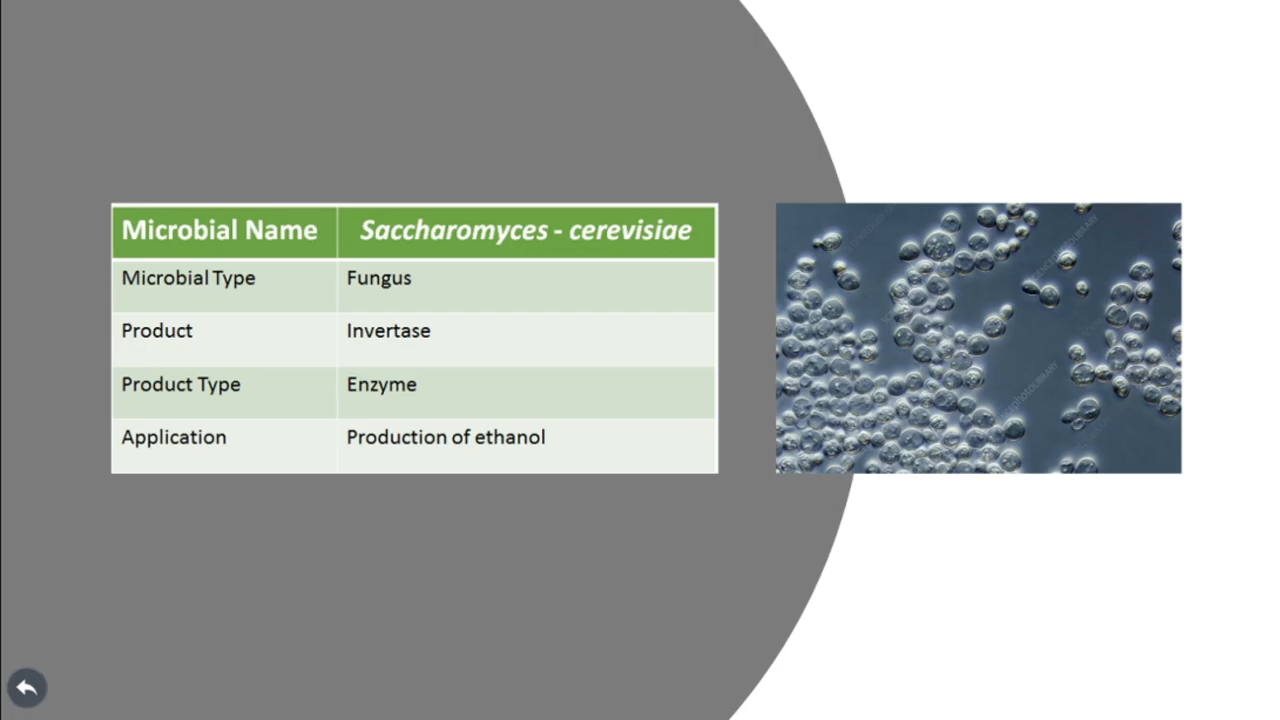 Microbial Name Saccharomyces - cerevisiae
Microbial Type Fungus
Product Invertase
Product Type Enzyme
Application Production of ethanol